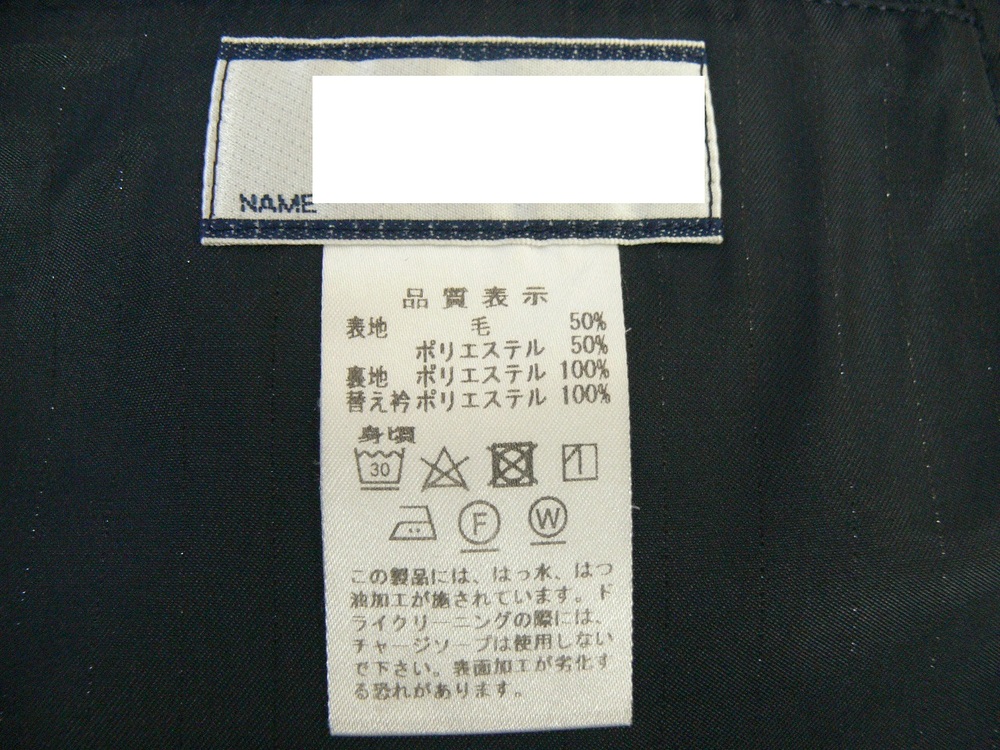 NAME
品質表示
表地 毛 50%
ポリエステル 50%
裏地 ポリエステル 100%
替え衿 ポリエステル 100%
身頃
30
F W
この製品には、はっ水、はつ
油加工が施されています。ド
ライクリーニングの際には、
チャージソープは使用しない
で下さい。表面加工が劣化す
る恐れがあります。